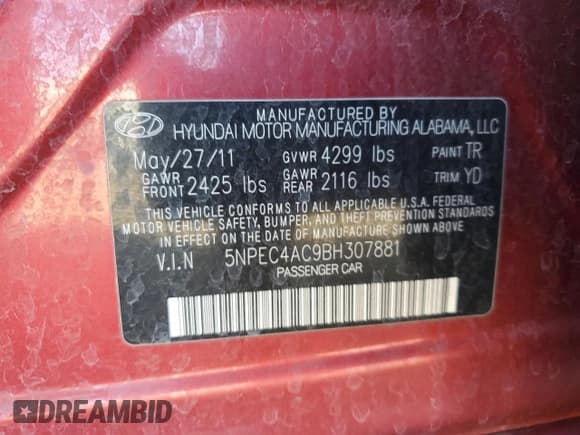 MANUFACTURED BY
HYUNDAI MOTOR MANUFACTURING ALABAMA, LLC
May/27/11 GVWR 4299 lbs PAINT TR
GAWR FRONT 2425 lbs GAWR REAR 2116 lbs TRIM YD
THIS VEHICLE CONFORMS TO ALL APPLICABLE U.S.A. FEDERAL
MOTOR VEHICLE SAFETY, BUMPER, AND THEFT PREVENTION STANDARDS
IN EFFECT ON THE DATE OF MANUFACTURE SHOWN ABOVE.
V.I.N 5NPEC4AC9BH307881
PASSENGER CAR
DREAMBID